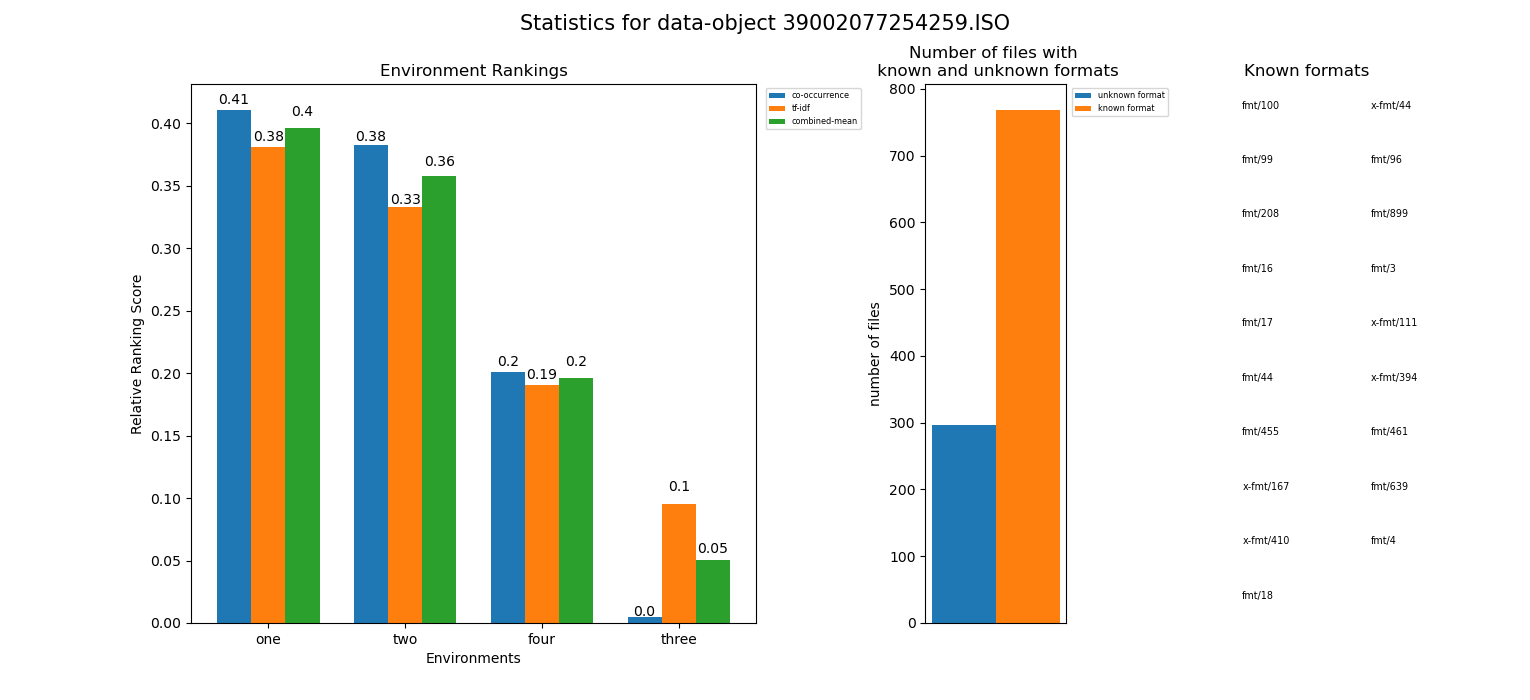 Statistics for data-object 39002077254259.ISO
Environment Rankings
Relative Ranking Score
0.40
0.35
0.30
0.25
0.20
0.15
0.10
0.05
0.00
0.41
0.38
0.4
0.38
0.33
0.36
0.2
0.19
0.2
0.0
0.1
0.05
one two four three
Environments
co-occurrence
tf-idf
combined-mean
Number of files with
known and unknown formats
number of files
800
700
600
500
400
300
200
100
0
unknown format
known format
Known formats
fmt/100 x-fmt/44
fmt/99 fmt/96
fmt/208 fmt/899
fmt/16 fmt/3
fmt/17 x-fmt/111
fmt/44 x-fmt/394
fmt/455 fmt/461
x-fmt/167 fmt/639
x-fmt/410 fmt/4
fmt/18